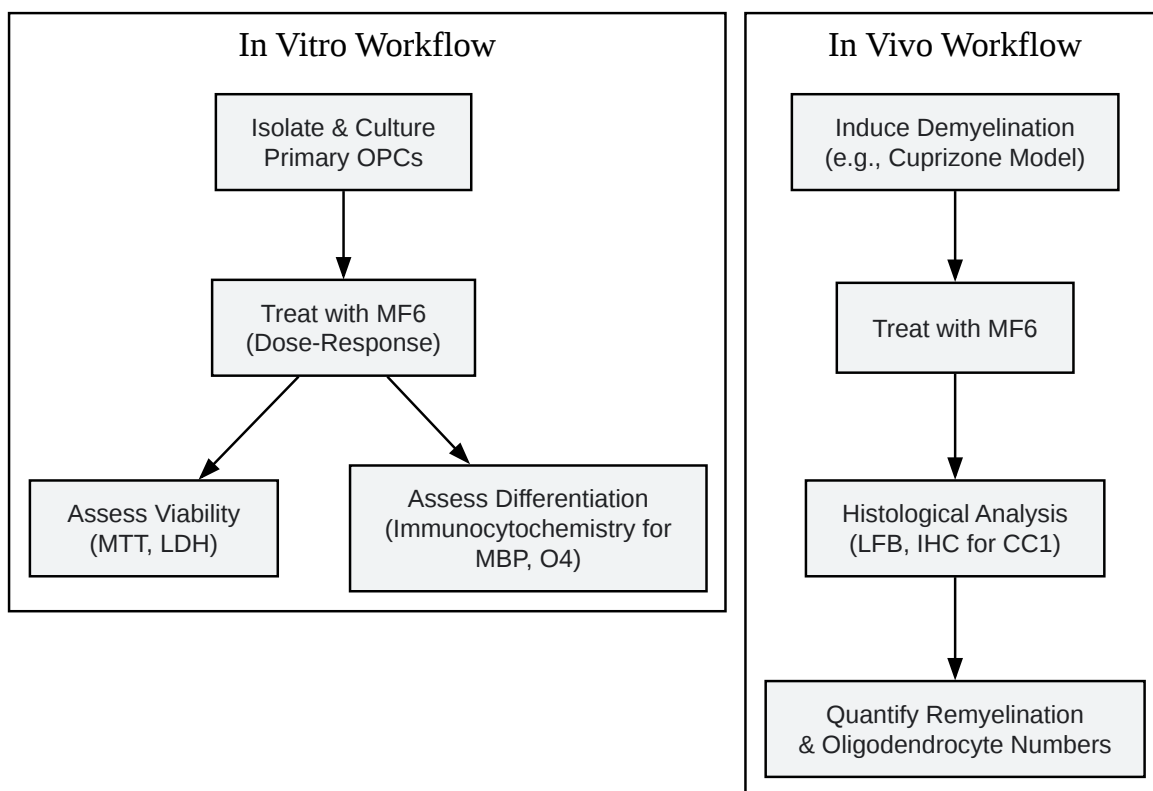 In Vitro Workflow
Isolate & Culture
Primary OPCs
Treat with MF6
(Dose-Response)
Assess Viability
(MTT, LDH)
Assess Differentiation
(Immunocytochemistry for
MBP, O4)
In Vivo Workflow
Induce Demyelination
(e.g., Cuprizone Model)
Treat with MF6
Histological Analysis
(LFB, IHC for CC1)
Quantify Remyelination
& Oligodendrocyte Numbers